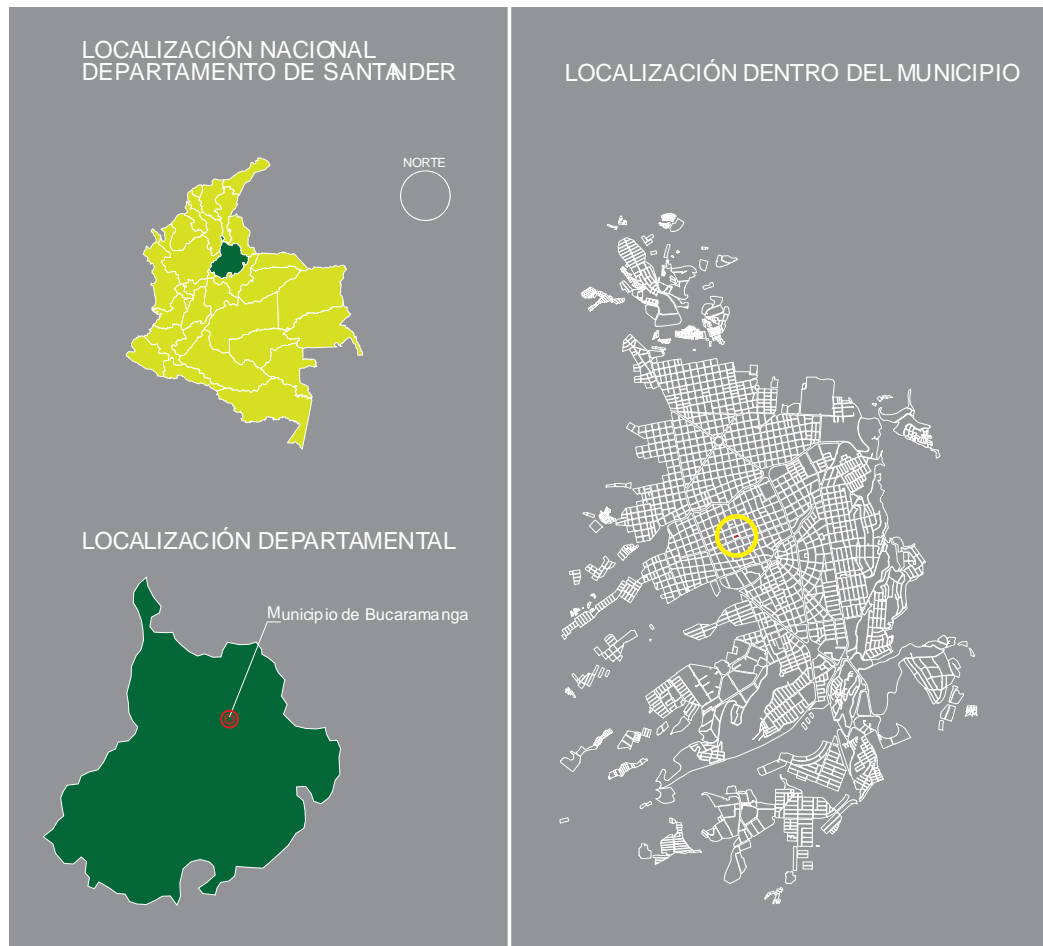 LOCALIZACIÓN NACIONAL
DEPARTAMENTO DE SANTANDER
NORTE
LOCALIZACIÓN DEPARTAMENTAL
Municipio de Bucaramanga
LOCALIZACIÓN DENTRO DEL MUNICIPIO